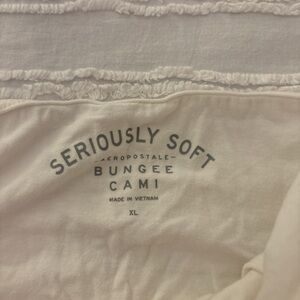 SERIOUSLY SOFT
AEROPOSTALE
BUNGEE
CAMI
MADE IN VIETNAM
XL